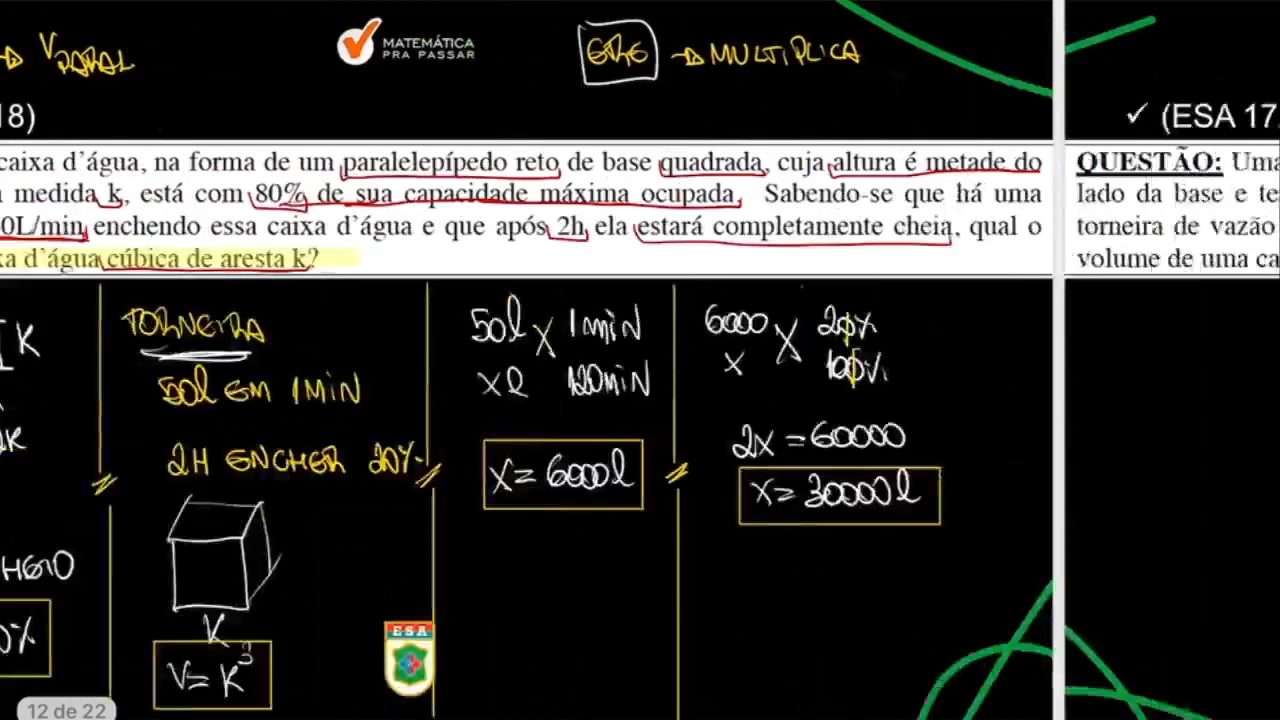 → VPARAL
MATEMÁTICA
PRA PASSAR
GRG → MULTIPLICA
18)
✓ (ESA 17
caixa d'água, na forma de um paralelepípedo reto de base quadrada, cuja altura é metade do
medida k, está com 80% de sua capacidade máxima ocupada. Sabendo-se que há uma
0L/min enchendo essa caixa d'água e que após 2h ela estará completamente cheia, qual o
xa d'água cúbica de aresta k?
QUESTÃO: Uma
lado da base e te
torneira de vazão
volume de uma ca
K
TORNEIRA
50l EM 1MIN
2H ENCHER 20%
K
V= K³
50l X 1MIN
xl 120MIN
X= 6000l
6000 X 20%
x 100%
2x = 60000
X= 30000l
HEIO
0%
ESA
12 de 22